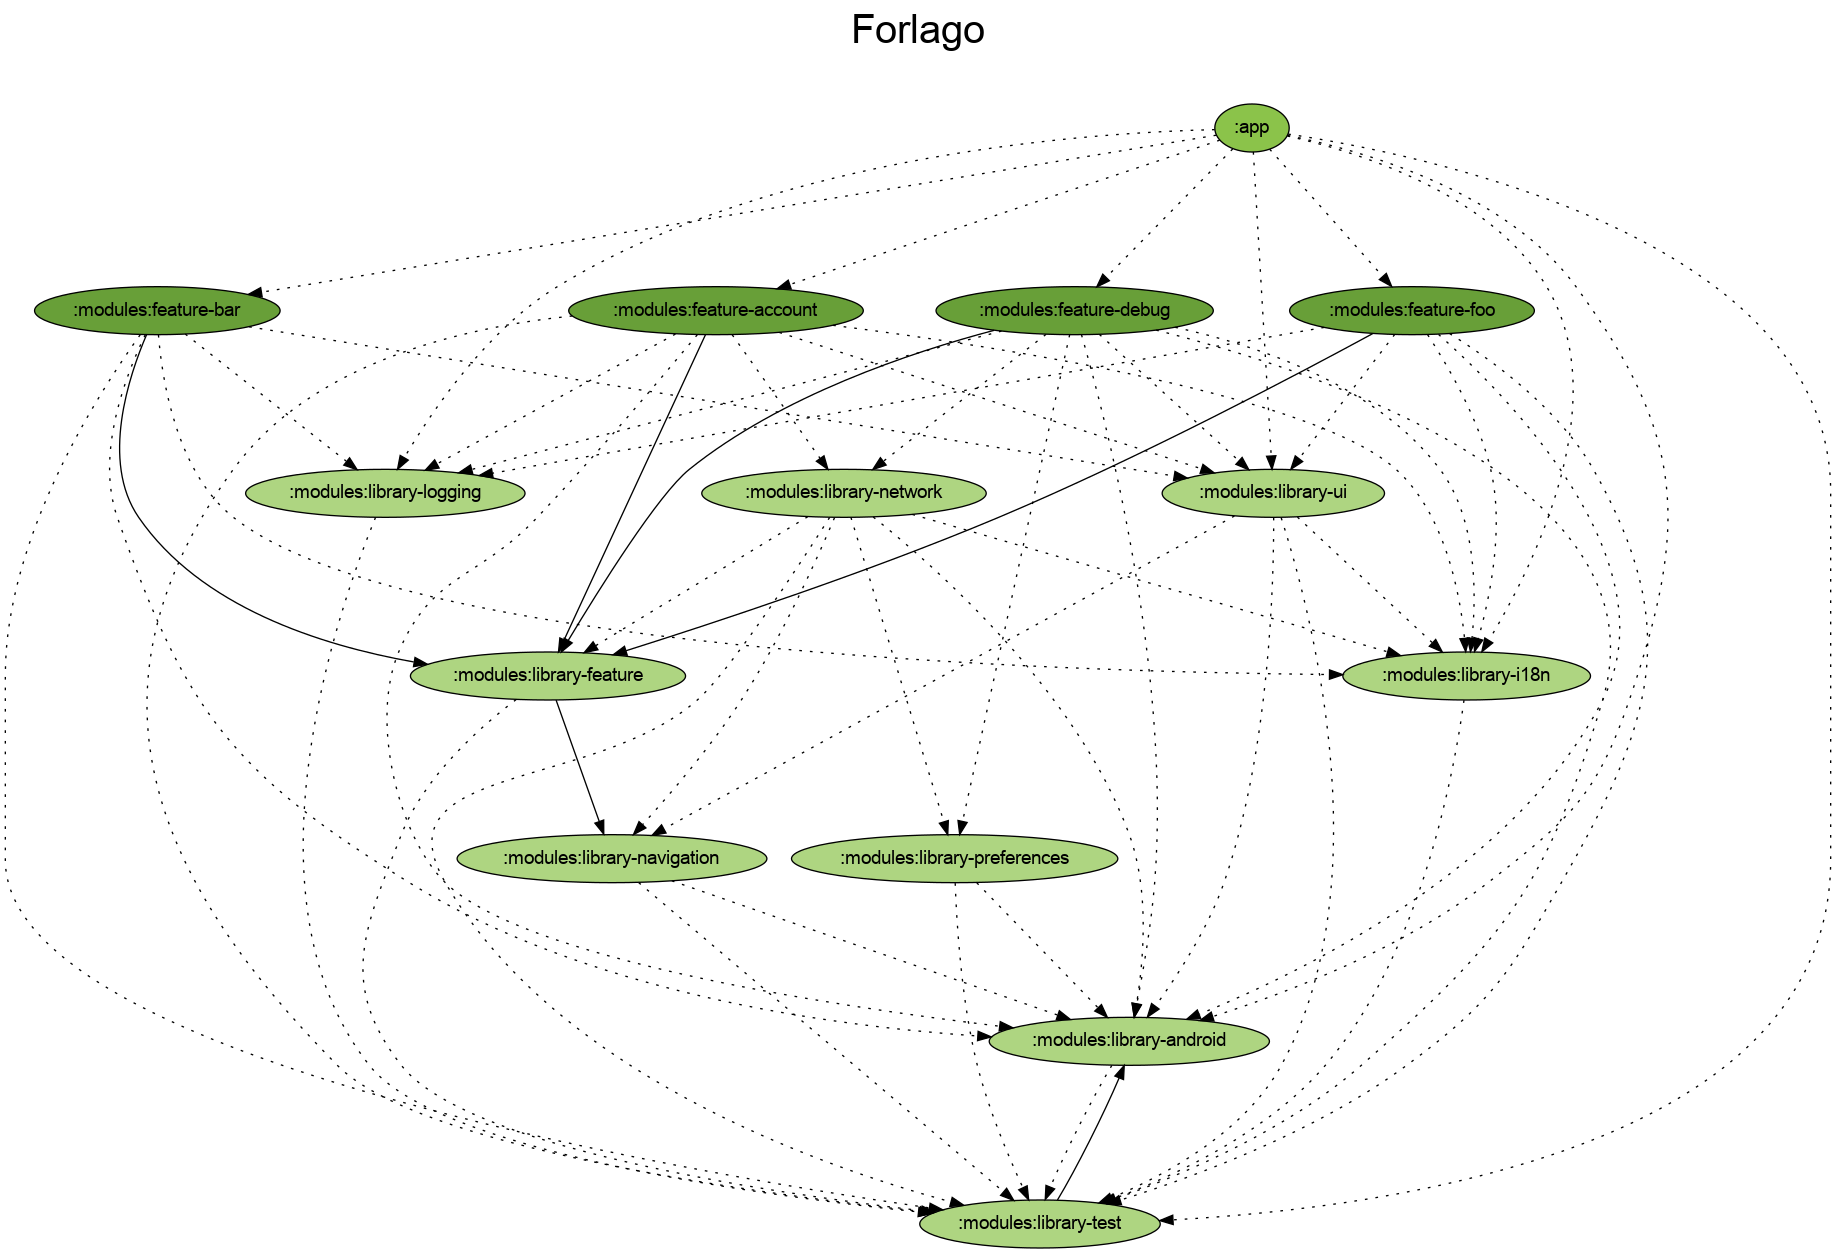 Forlago
:app
:modules:feature-bar
:modules:feature-account
:modules:feature-debug
:modules:feature-foo
:modules:library-logging
:modules:library-network
:modules:library-ui
:modules:library-feature
:modules:library-i18n
:modules:library-navigation
:modules:library-preferences
:modules:library-android
:modules:library-test